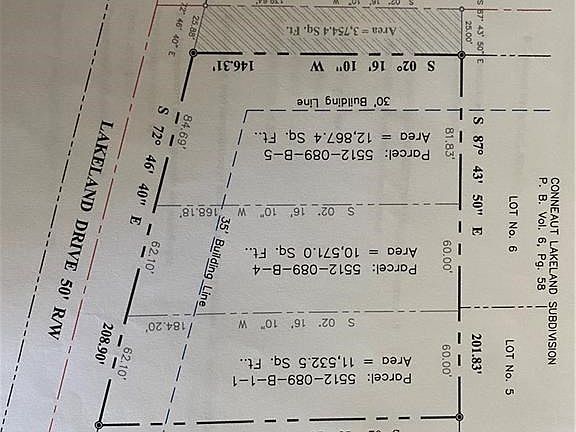 S 87° 43' 50" E
25.00'
Area = 3,754.4 Sq. Ft.
25.88'
72° 46' 40" E
S 02° 16' 10" W 146.31'
30' Building Line
Parcel: 5512-089-B-5
Area = 12,867.4 Sq. Ft..
S 87° 43' 50" E
81.83'
84.69'
S 72° 46' 40" E
S 02° 16' 10" W 168.18'
Parcel: 5512-089-B-4
Area = 10,571.0 Sq. Ft..
60.00'
62.10'
35' Building Line
S 02° 16' 10" W 184.20'
Parcel: 5512-089-B-1-1
Area = 11,532.5 Sq. Ft..
60.00'
201.83'
62.10'
208.90'
LAKELAND DRIVE 50' R/W
CONNEAUT LAKELAND SUBDIVISION
P. B. Vol. 6, Pg. 58
LOT No. 6
LOT No. 5